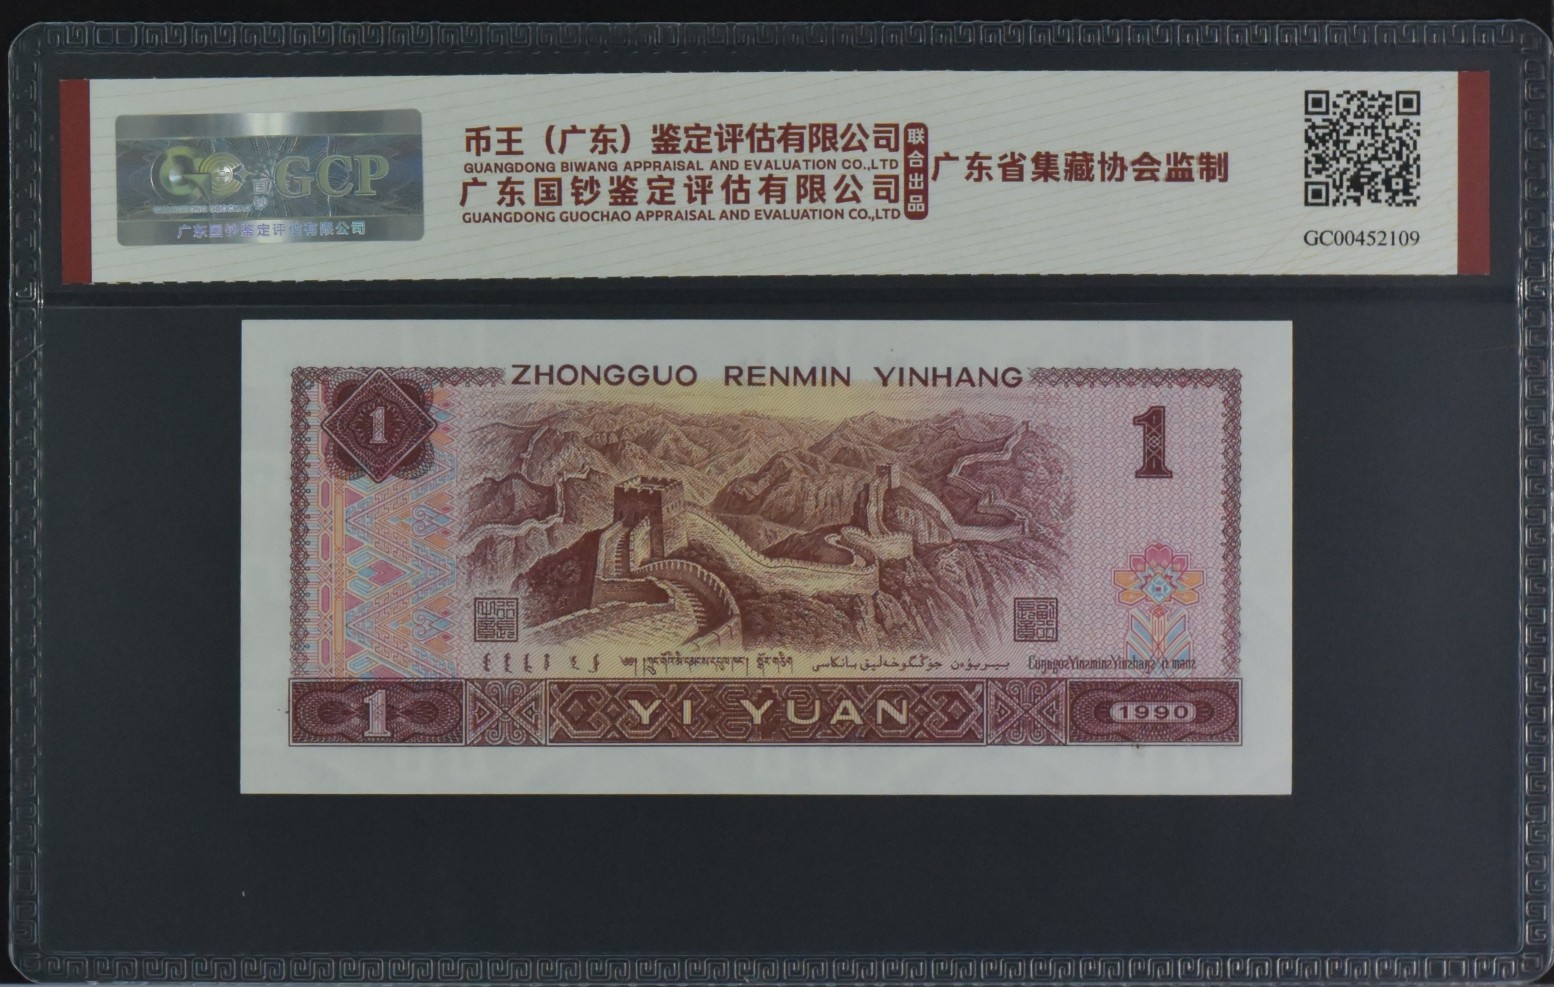 GCP
广东国钞鉴定评估有限公司
币王（广东）鉴定评估有限公司
GUANGDONG BIWANG APPRAISAL AND EVALUATION CO.,LTD
广东国钞鉴定评估有限公司
GUANGDONG GUOCHAO APPRAISAL AND EVALUATION CO.,LTD
联合出品
广东省集藏协会监制
GC00452109
ZHONGGUO RENMIN YINHANG
1
1
1
YI YUAN
1990